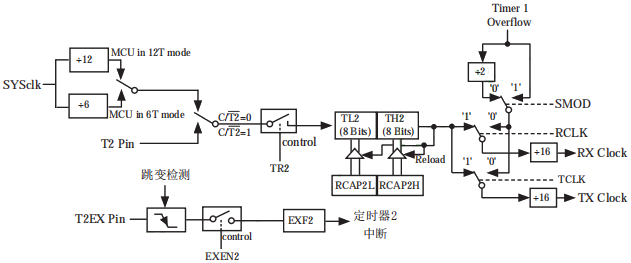 Timer 1
Overflow
÷12
MCU in 12T mode
÷2
'0'
'1'
SYSclk
÷6
MCU in 6T mode
C/T2=0
C/T2=1
T2 Pin
control
TR2
TL2
(8 Bits)
TH2
(8 Bits)
Reload
RCAP2L
RCAP2H
'1'
'0'
SMOD
RCLK
÷16
RX Clock
'1'
'0'
TCLK
÷16
TX Clock
跳变检测
T2EX Pin
control
EXEN2
EXF2
定时器2
中断